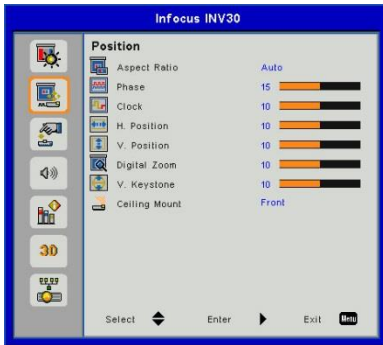 Infocus INV30
Position
Aspect Ratio Auto
Phase 15
Clock 10
H. Position 10
V. Position 10
Digital Zoom 10
V. Keystone 10
Ceiling Mount Front
3D
Select Enter Exit Menu